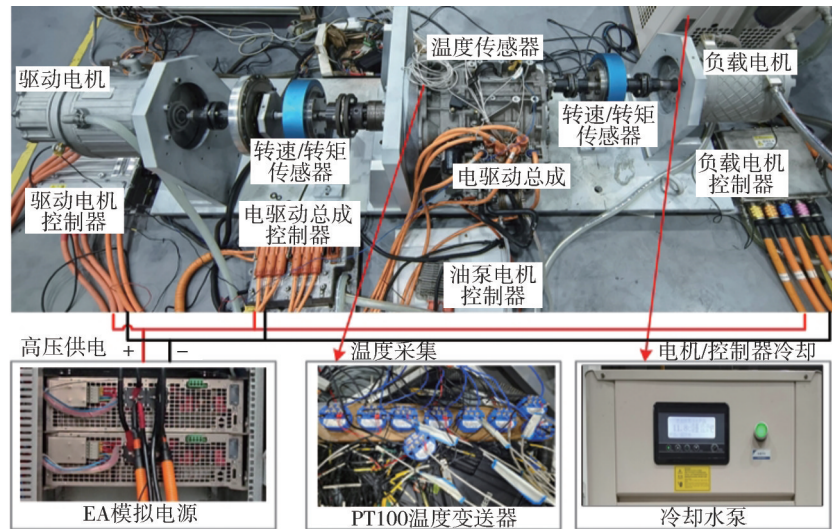 温度传感器
驱动电机
负载电机
转速/转矩
传感器
转速/转矩
传感器
电驱动总成
负载电机
控制器
驱动电机
控制器
电驱动总成
控制器
油泵电机
控制器
高压供电 + −
温度采集
电机/控制器冷却
EA模拟电源
PT100温度变送器
冷却水泵